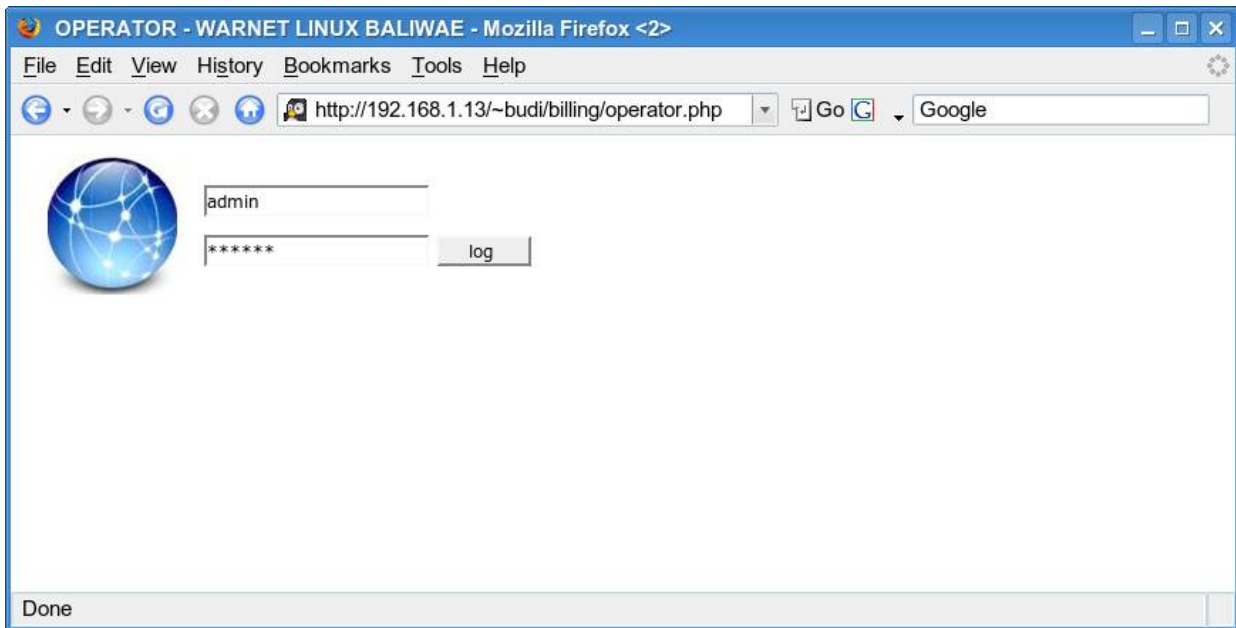 OPERATOR - WARNET LINUX BALIWAE - Mozilla Firefox <2>
File Edit View History Bookmarks Tools Help
http://192.168.1.13/~budi/billing/operator.php Go G Google
admin
****** log
Done